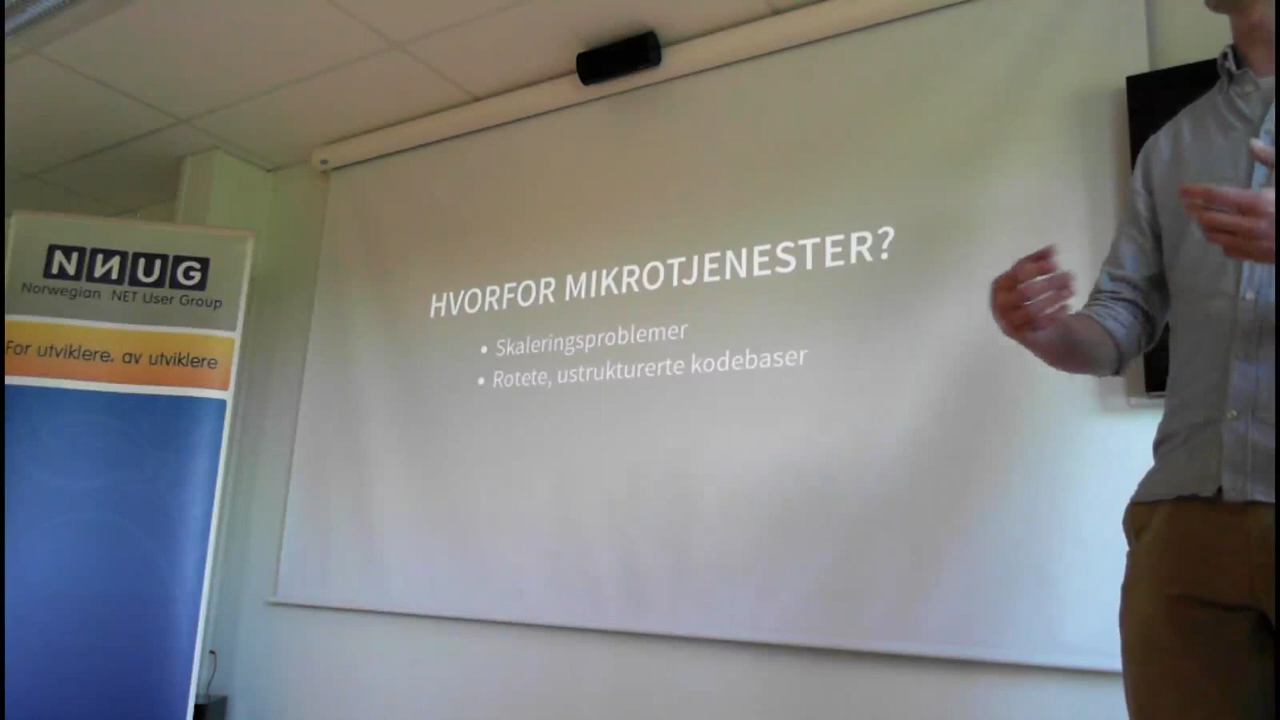 NNUG
Norwegian .NET User Group
For utviklere, av utviklere
HVORFOR MIKROTJENESTER?
• Skaleringsproblemer
• Rotete, ustrukturerte kodebaser